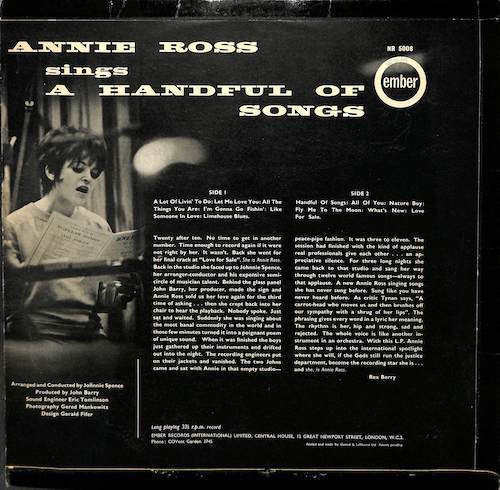 ANNIE ROSS
sings
A HANDFUL OF
SONGS
NR 5008
ember
SIDE 1
A Lot Of Livin' To Do: Let Me Love You: All The
Things You Are: I'm Gonna Go Fishin': Like
Someone In Love: Limehouse Blues.
SIDE 2
Handful Of Songs: All Of You: Nature Boy:
Fly Me To The Moon: What's New: Love
For Sale.
Twenty after ten. No time to get in another
number. Time enough to record again if it were
not right by her. It wasn't. Back she went for
her final crack at "Love for Sale". She is Annie Ross.
Back in the studio she faced up to Johnnie Spence,
her arranger-conductor and his expensive semi-
circle of musician talent. Behind the glass panel
John Barry, her producer, made the sign and
Annie Ross sold us her love again for the third
time of asking . . . then she crept back into her
chair to hear the playback. Nobody spoke. Just
sat and waited. Suddenly she was singing about
the most banal commodity in the world and in
those few minutes turned it into a poignant poem
of unique sound. When it was finished the boys
just gathered up their instruments and drifted
out into the night. The recording engineers put
on their jackets and vanished. The two Johns
came and sat with Annie in that empty studio—
peace-pipe fashion. It was three to eleven. The
session had finished with the kind of applause
real professionals give each other . . . an ap-
preciative silence. For three long nights she
came back to that studio and sang her way
through twelve world famous songs—always to
that applause. A new Annie Ross singing songs
she has never sung before. Sung like you have
never heard before. As critic Tynan says, "A
carrot-head who moves us and then brushes off
our sympathy with a shrug of her lips". The
phrasing gives every word in a lyric her meaning.
The rhythm is her, hip and strong, sad and
rejected. The whole voice is like another in-
strument in an orchestra. With this L.P. Annie
Ross steps up into the international spotlight
where she will, if the Gods still run the justice
department, become the recording star she is . . .
and she, is Annie Ross.
Rex Berry
Arranged and Conducted by Johnnie Spence
Produced by John Barry
Sound Engineer Eric Tomlinson
Photography Gered Mankowitz
Design Gerald Fifer
Long playing 33⅓ r.p.m. record
EMBER RECORDS (INTERNATIONAL) LIMITED, CENTRAL HOUSE, 12 GREAT NEWPORT STREET, LONDON, W.C.2.
Phone: COVent Garden
Printed and made by